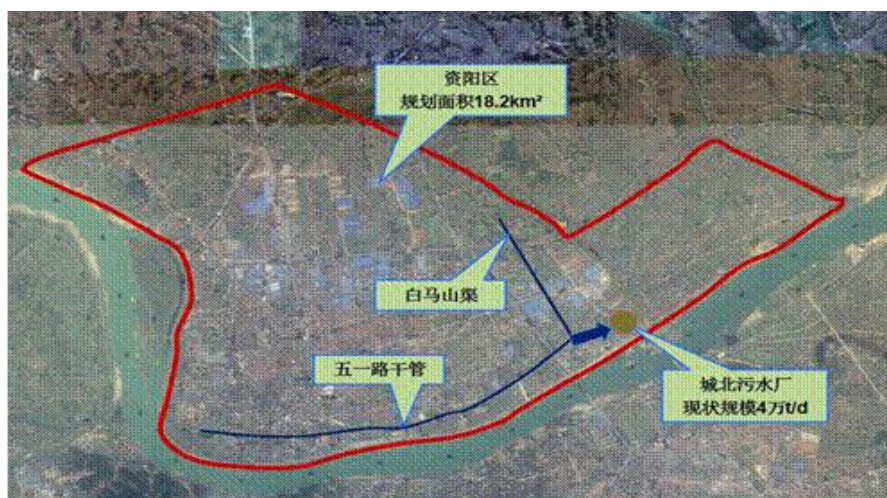 资阳区
规划面积18.2km²
白马山渠
五一路干管
城北污水厂
现状规模4万t/d